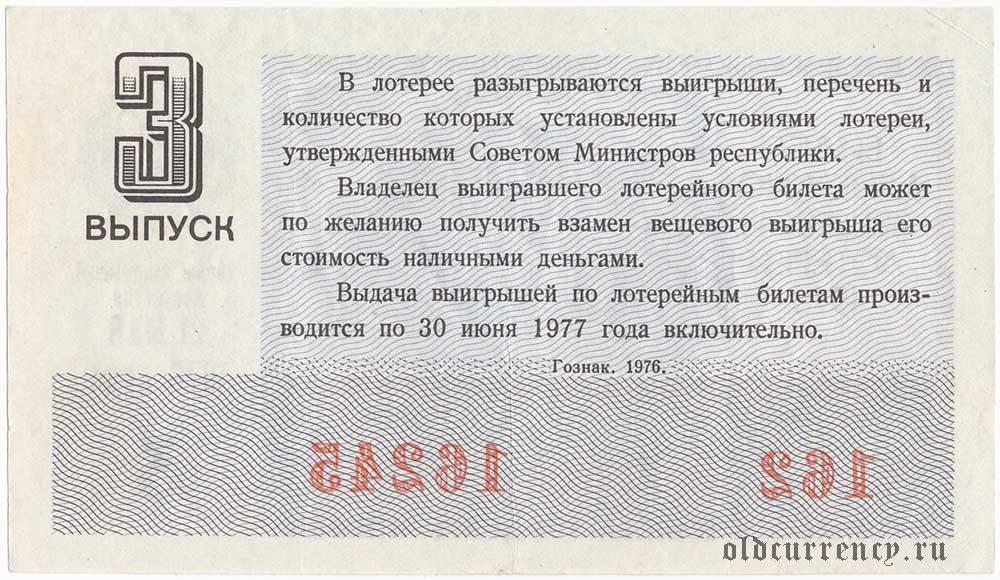 3
ВЫПУСК
В лотерее разыгрываются выигрыши, перечень и
количество которых установлены условиями лотереи,
утвержденными Советом Министров республики.
Владелец выигравшего лотерейного билета может
по желанию получить взамен вещевого выигрыша его
стоимость наличными деньгами.
Выдача выигрышей по лотерейным билетам произ-
водится по 30 июня 1977 года включительно.
Гознак. 1976.
16245 162
oldcurrency.ru